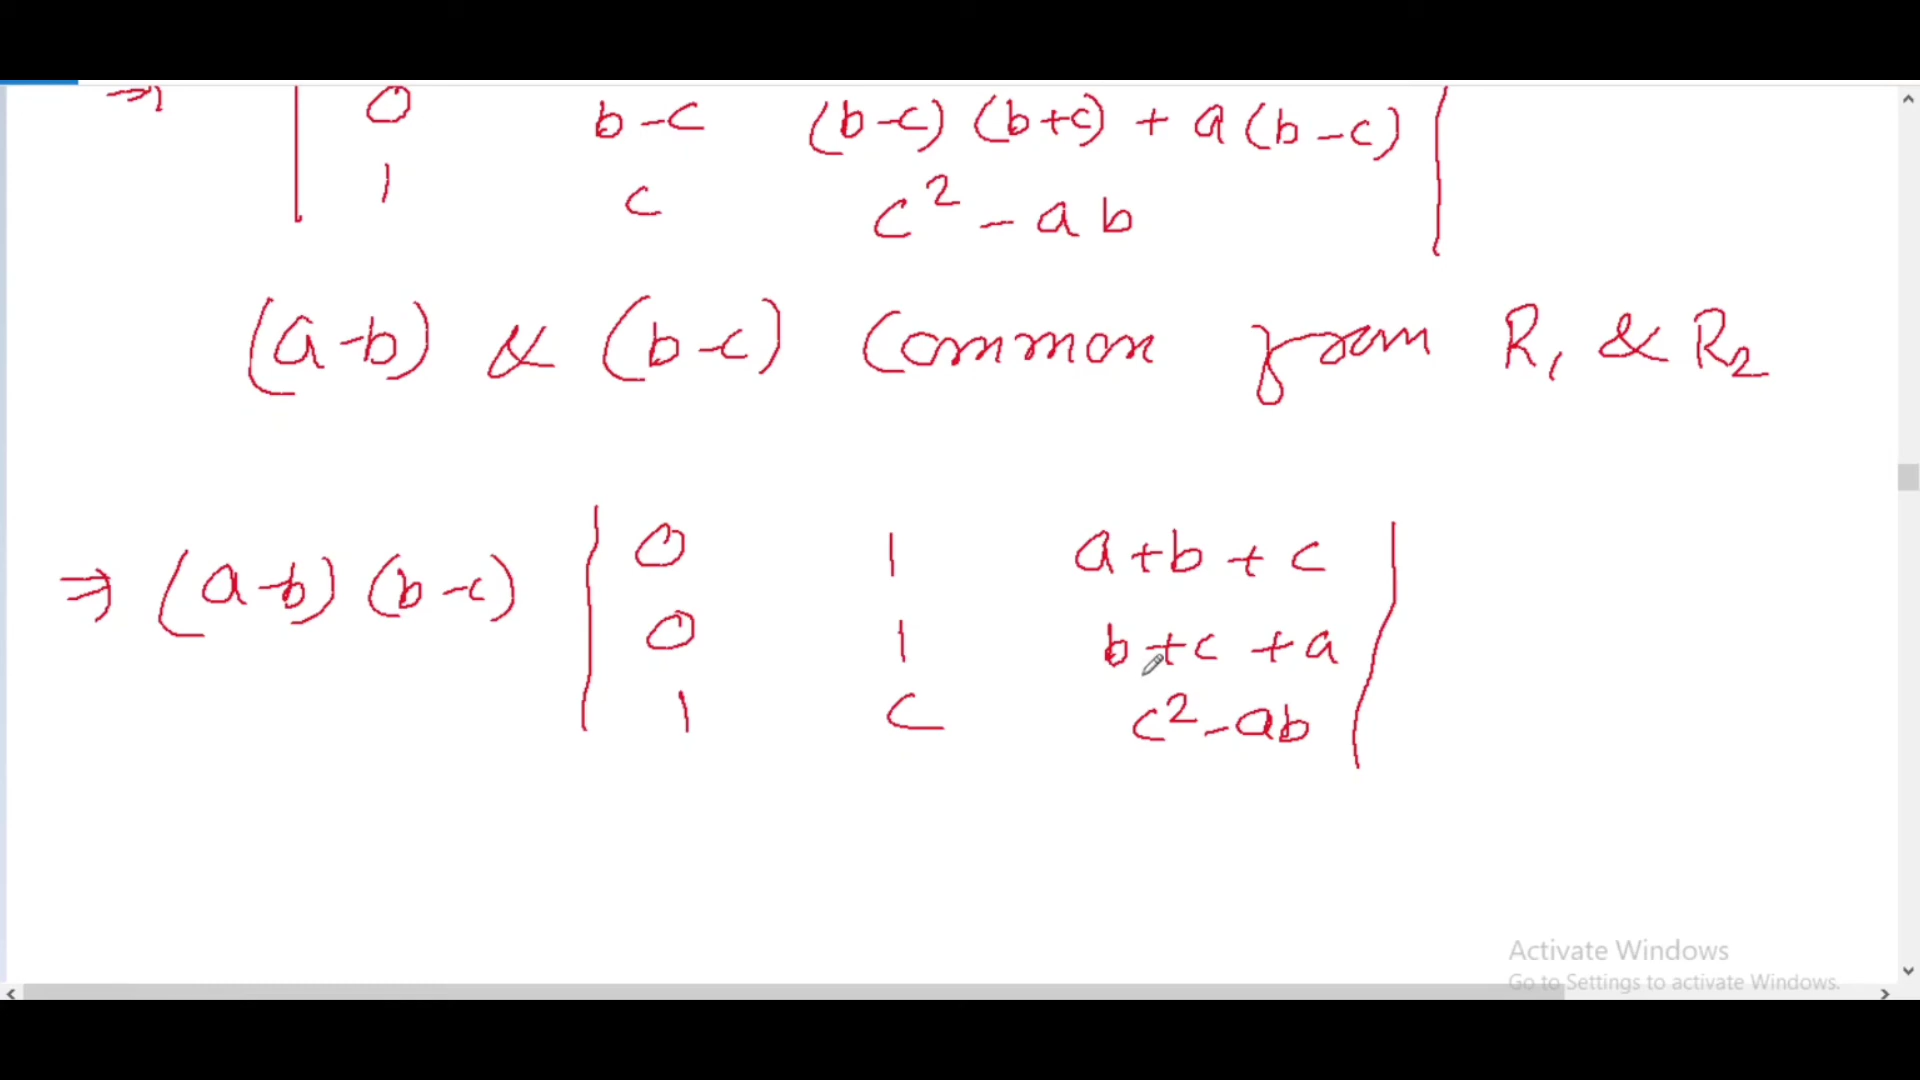 ⇒ | 0 b-c (b-c) (b+c) + a (b-c) |
1 c c² - ab
(a-b) & (b-c) Common from R₁ & R₂
⇒ (a-b) (b-c) | 0 1 a+b+c |
0 1 b+c+a
1 c c²-ab
Activate Windows
Go to Settings to activate Windows.